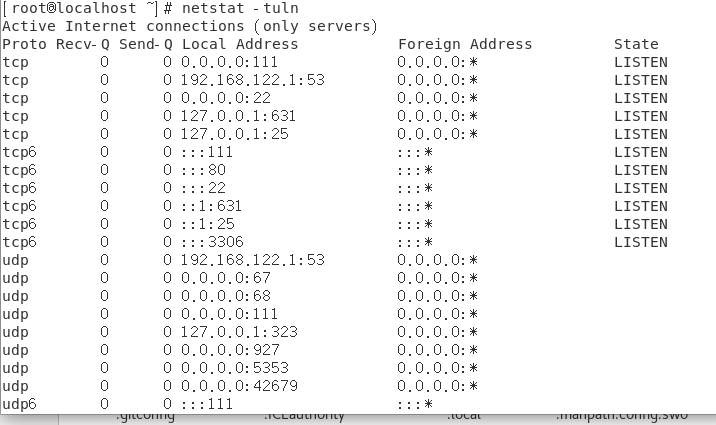 [root@localhost ~]# netstat -tuln
Active Internet connections (only servers)
Proto Recv-Q Send-Q Local Address           Foreign Address         State
tcp        0      0 0.0.0.0:111             0.0.0.0:*               LISTEN
tcp        0      0 192.168.122.1:53        0.0.0.0:*               LISTEN
tcp        0      0 0.0.0.0:22              0.0.0.0:*               LISTEN
tcp        0      0 127.0.0.1:631           0.0.0.0:*               LISTEN
tcp        0      0 127.0.0.1:25            0.0.0.0:*               LISTEN
tcp6       0      0 :::111                  :::*                    LISTEN
tcp6       0      0 :::80                   :::*                    LISTEN
tcp6       0      0 :::22                   :::*                    LISTEN
tcp6       0      0 ::1:631                 :::*                    LISTEN
tcp6       0      0 ::1:25                  :::*                    LISTEN
tcp6       0      0 :::3306                 :::*                    LISTEN
udp        0      0 192.168.122.1:53        0.0.0.0:*
udp        0      0 0.0.0.0:67              0.0.0.0:*
udp        0      0 0.0.0.0:68              0.0.0.0:*
udp        0      0 0.0.0.0:111             0.0.0.0:*
udp        0      0 127.0.0.1:323           0.0.0.0:*
udp        0      0 0.0.0.0:927             0.0.0.0:*
udp        0      0 0.0.0.0:5353            0.0.0.0:*
udp        0      0 0.0.0.0:42679           0.0.0.0:*
udp6       0      0 :::111                  :::*
.gitconfig .ICEauthority .local .manpath.config.swo